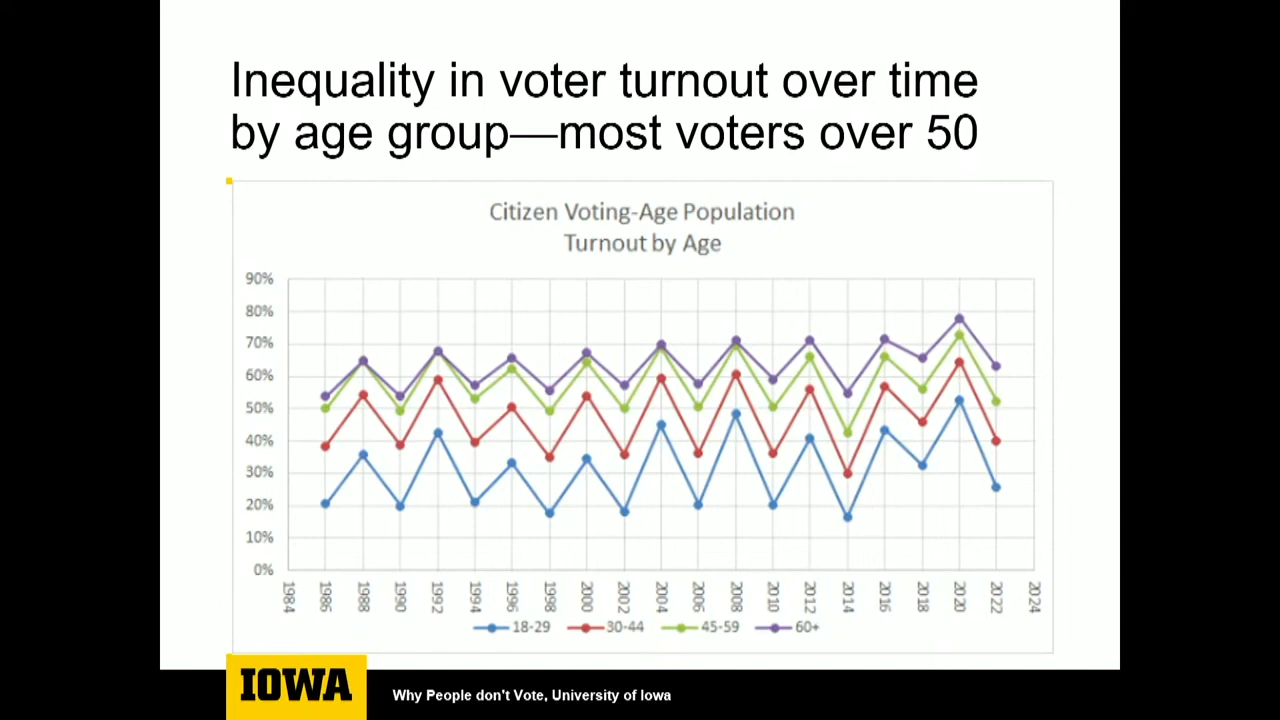 Inequality in voter turnout over time
by age group—most voters over 50
Citizen Voting-Age Population
Turnout by Age
90%
80%
70%
60%
50%
40%
30%
20%
10%
0%
1984 1986 1988 1990 1992 1994 1996 1998 2000 2002 2004 2006 2008 2010 2012 2014 2016 2018 2020 2022 2024
18-29 30-44 45-59 60+
IOWA
Why People don't Vote, University of Iowa